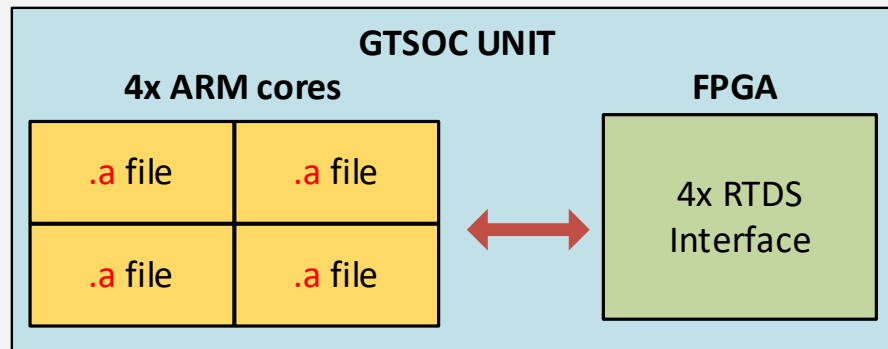 GTSOC UNIT
4x ARM cores
FPGA
.a file
.a file
.a file
.a file
4x RTDS
Interface